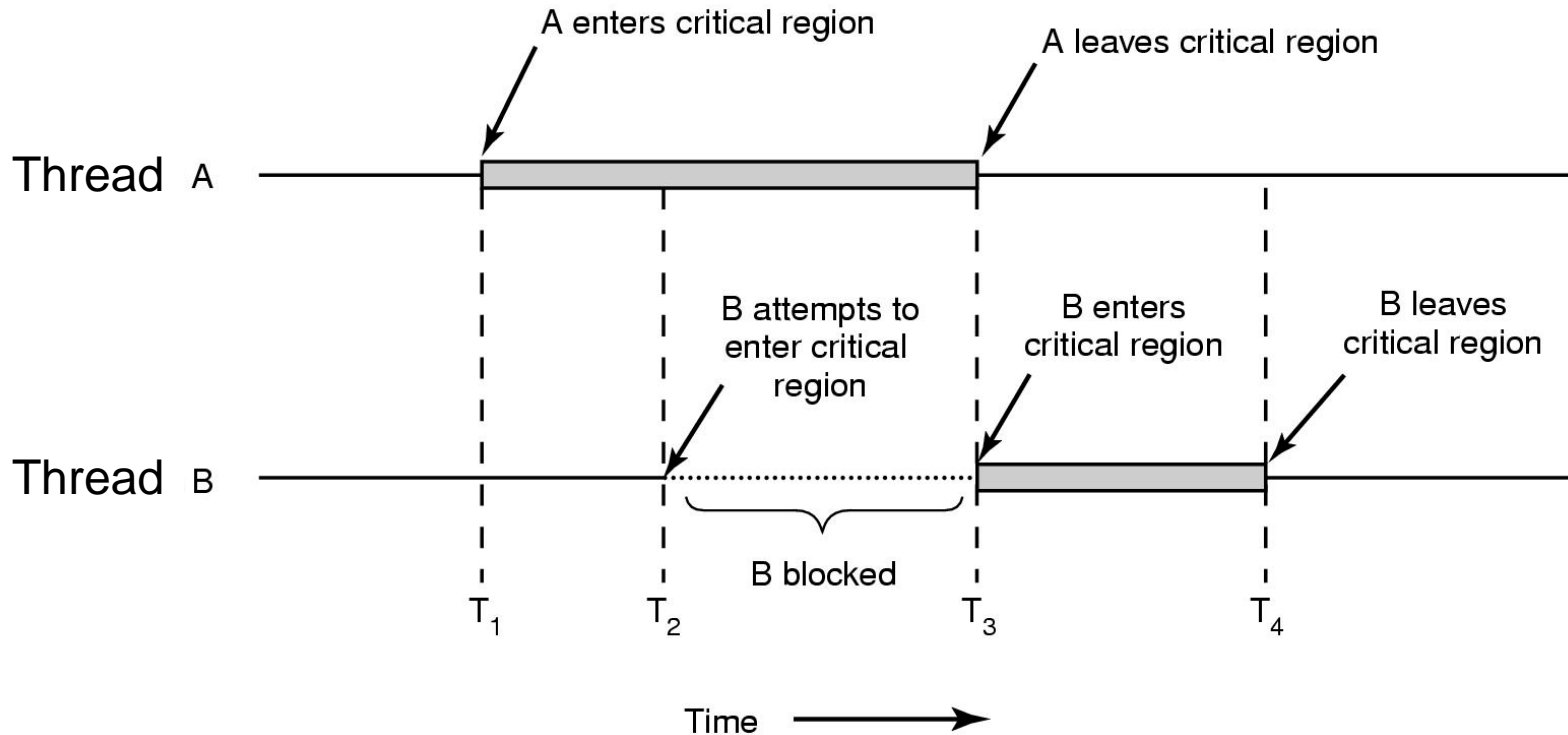 A enters critical region
A leaves critical region
Thread A
B attempts to
enter critical
region
B enters
critical region
B leaves
critical region
Thread B
B blocked
T1
T2
T3
T4
Time